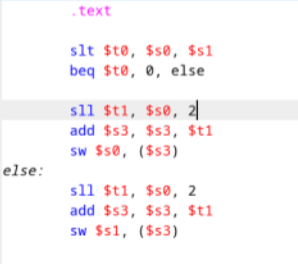 .text
slt $t0, $s0, $s1
beq $t0, 0, else
sll $t1, $s0, 2
add $s3, $s3, $t1
sw $s0, ($s3)
else:
sll $t1, $s0, 2
add $s3, $s3, $t1
sw $s1, ($s3)